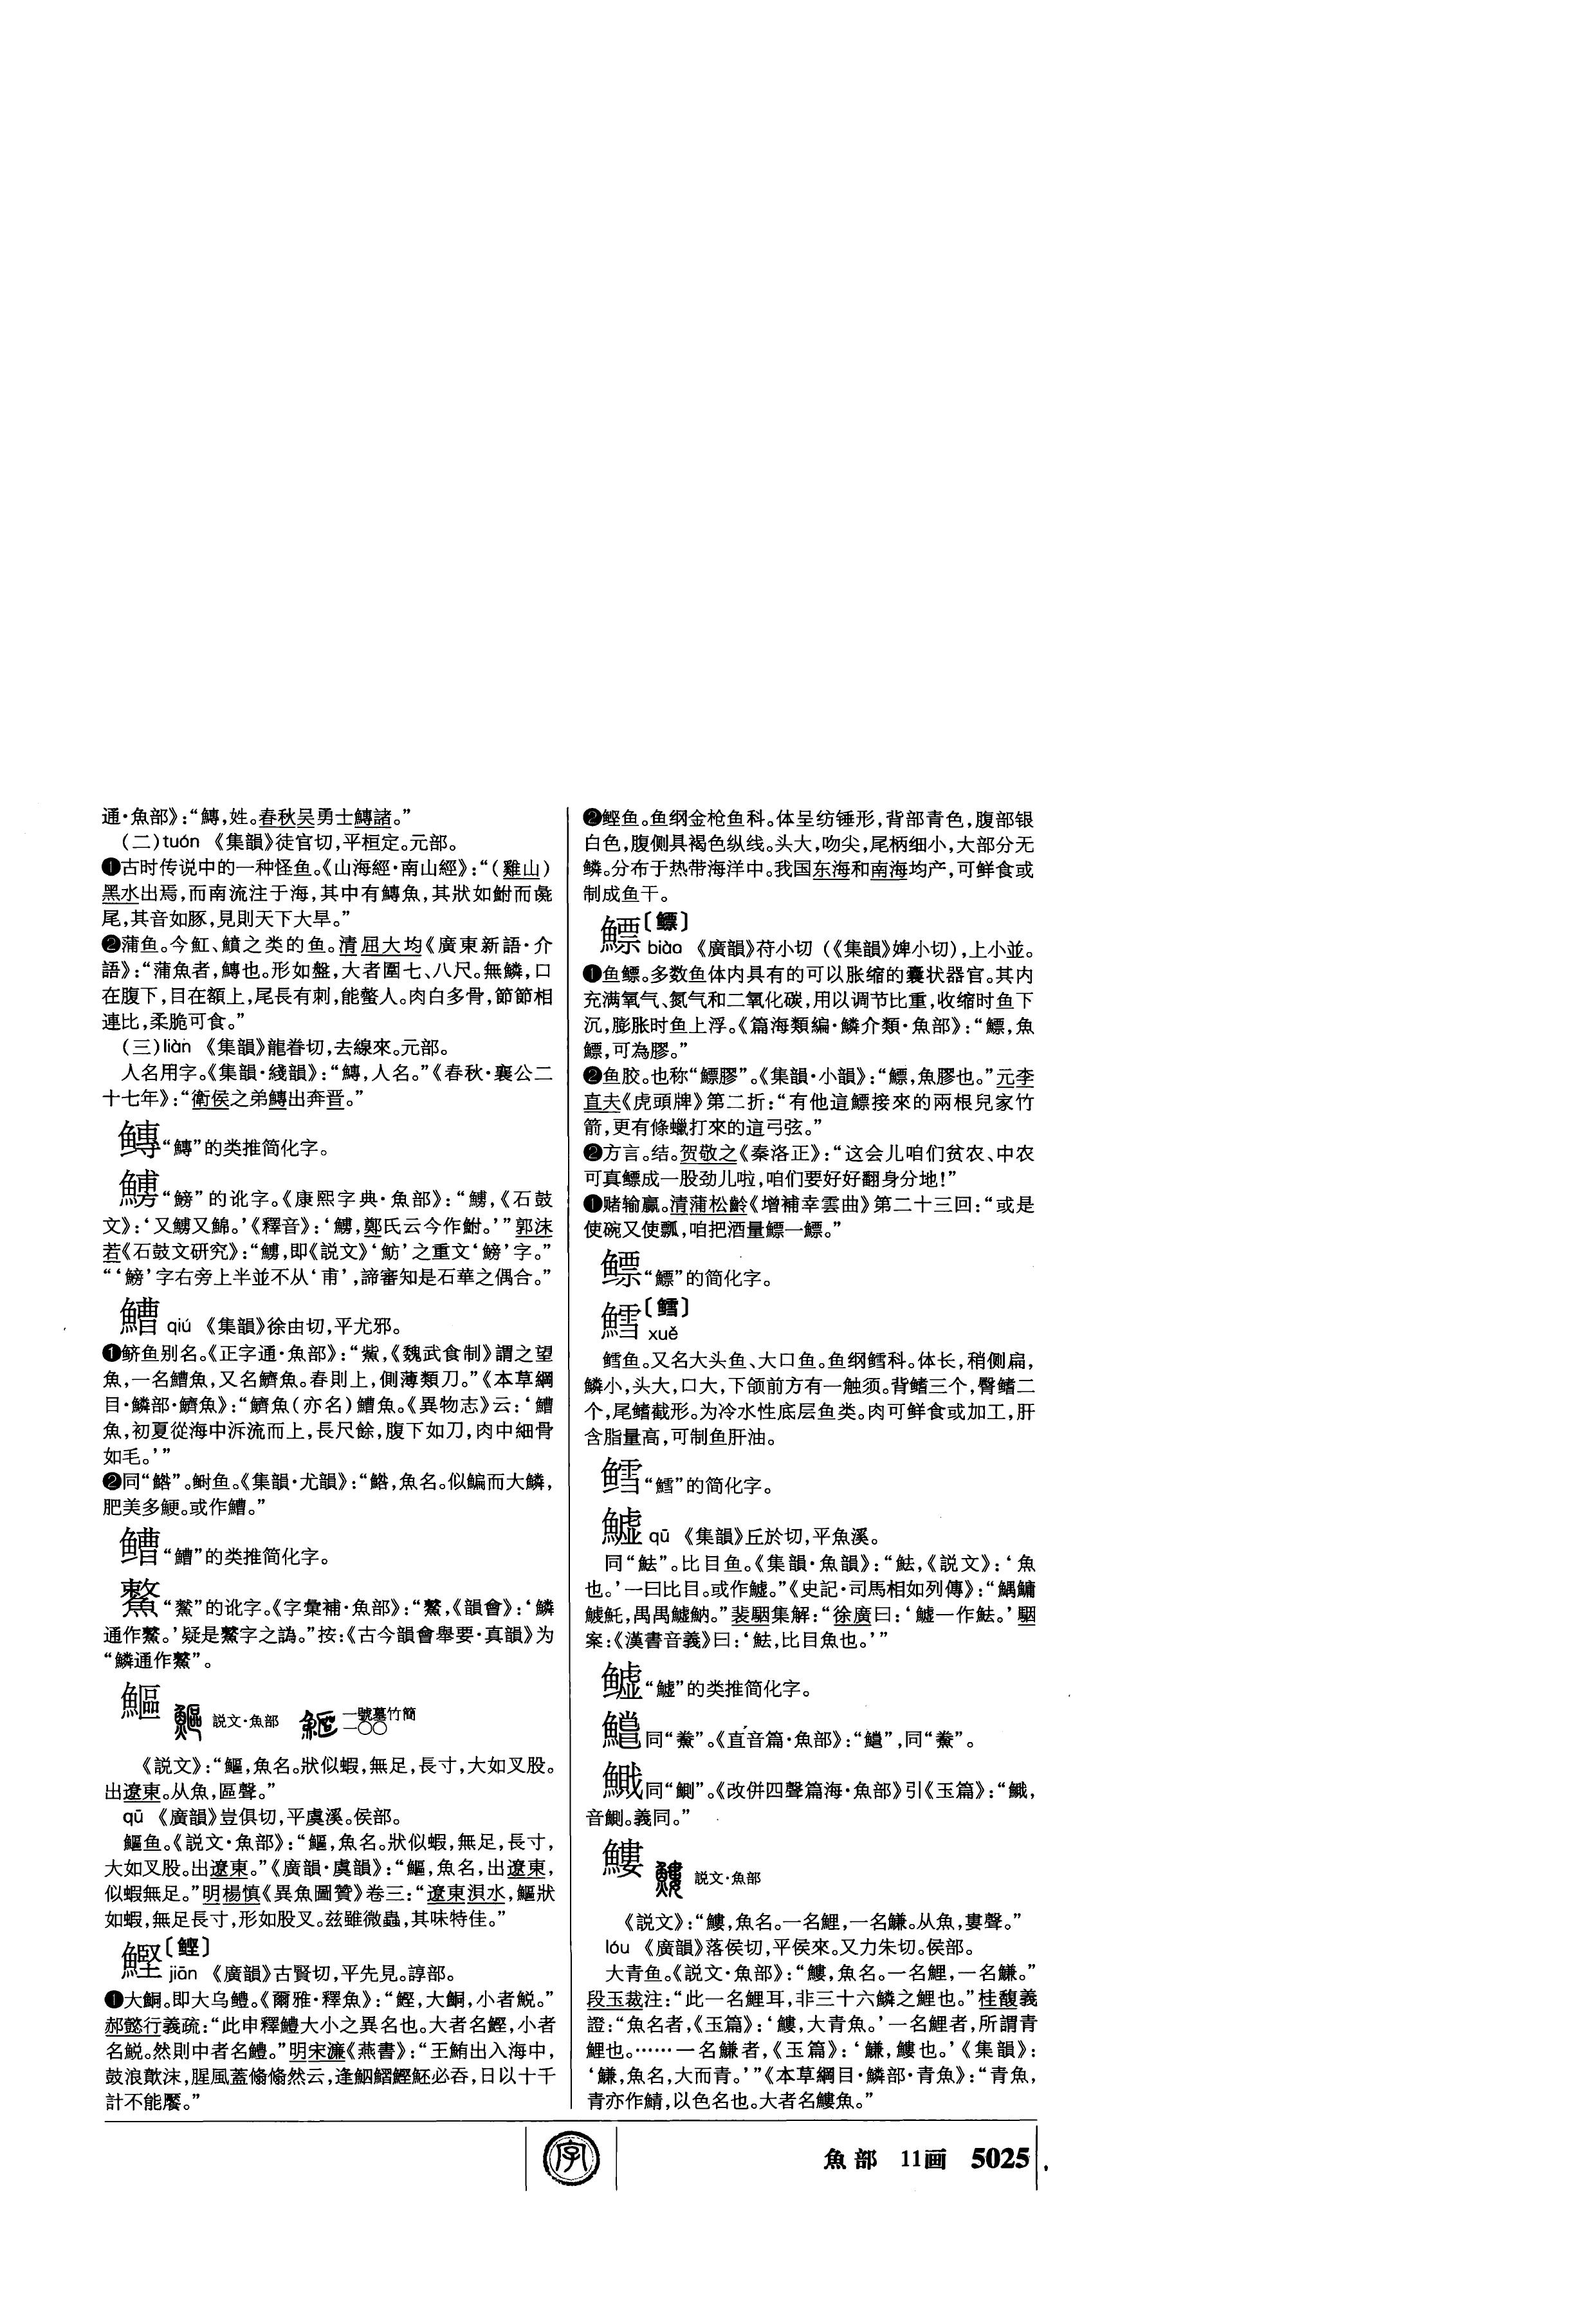 通·魚部》：“鱄，姓。春秋吴勇士鱄諸。”
（二）tuón 《集韻》徒官切，平桓定。元部。
❶古时传说中的一种怪鱼。《山海經·南山經》：“（雞山）
黑水出焉，而南流注于海，其中有鱄魚，其狀如鮒而彘
尾，其音如豚，見則天下大旱。”
❷蒲鱼。今魟、鱝之类的鱼。清屈大均《廣東新語·介
語》：“蒲魚者，鱄也。形如盤，大者圍七、八尺。無鱗，口
在腹下，目在額上，尾長有刺，能螫人。肉白多骨，節節相
連比，柔脆可食。”
（三）liàn 《集韻》龍眷切，去線來。元部。
人名用字。《集韻·綫韻》：“鱄，人名。”《春秋·襄公二
十七年》：“衛侯之弟鱄出奔晋。”
“鱄”的类推简化字。
“鰟”的讹字。《康熙字典·魚部》：“，《石鼓
文》：‘又又鯞。’《釋音》：‘，鄭氏云今作鮒。’”郭沫
若《石鼓文研究》：“，即《説文》‘魴’之重文‘鰟’字。”
“‘鰟’字右旁上半並不从‘甫’，諦審知是石華之偶合。”
鰽 qiú 《集韻》徐由切，平尤邪。
❶鲚鱼别名。《正字通·魚部》：“鮆，《魏武食制》謂之望
魚，一名鰽魚，又名鱭魚。春則上，側薄類刀。”《本草綱
目·鱗部·鱭魚》：“鱭魚（亦名）鰽魚。《異物志》云：‘鰽
魚，初夏從海中泝流而上，長尺餘，腹下如刀，肉中細骨
如毛。’”
❷同“鯦”。鲥鱼。《集韻·尤韻》：“鯦，魚名。似鯿而大鱗，
肥美多鯁。或作鰽。”
“鰽”的类推简化字。
”的讹字。《字彙補·魚部》：“，《韻會》：‘鱗
通作。’疑是字之譌。”按：《古今韻會舉要·真韻》为
“鱗通作”。
鰸 説文·魚部 一號墓竹簡
一〇〇
《説文》：“鰸，魚名。狀似蝦，無足，長寸，大如叉股。
出遼東。从魚，區聲。”
qū 《廣韻》豈俱切，平虞溪。侯部。
鰸鱼。《説文·魚部》：“鰸，魚名。狀似蝦，無足，長寸，
大如叉股。出遼東。”《廣韻·虞韻》：“鰸，魚名，出遼東，
似蝦無足。”明楊慎《異魚圖贊》卷三：“遼東浿水，鰸狀
如蝦，無足長寸，形如股叉。兹雖微蟲，其味特佳。”
鰹〔鲣〕
jiān 《廣韻》古賢切，平先見。諄部。
❶大鮦。即大乌鳢。《爾雅·釋魚》：“鰹，大鮦，小者鮵。”
郝懿行義疏：“此申釋鱧大小之異名也。大者名鰹，小者
名鮵。然則中者名鱧。”明宋濂《燕書》：“王鮪出入海中，
鼓浪歕沫，腥風蓋翛翛然云，逢鰹魾必吞，日以十千
計不能饜。”
❷鲣鱼。鱼纲金枪鱼科。体呈纺锤形，背部青色，腹部银
白色，腹侧具褐色纵线。头大，吻尖，尾柄细小，大部分无
鳞。分布于热带海洋中。我国东海和南海均产，可鲜食或
制成鱼干。
鰾〔鳔〕
biào 《廣韻》苻小切（《集韻》婢小切），上小並。
❶鱼鳔。多数鱼体内具有的可以胀缩的囊状器官。其内
充满氧气、氮气和二氧化碳，用以调节比重，收缩时鱼下
沉，膨胀时鱼上浮。《篇海類編·鱗介類·魚部》：“鰾，魚
鰾，可為膠。”
❷鱼胶。也称“鰾膠”。《集韻·小韻》：“鰾，魚膠也。”元李
直夫《虎頭牌》第二折：“有他這鰾接來的兩根兒家竹
箭，更有條蠟打來的這弓弦。”
❷方言。结。贺敬之《秦洛正》：“这会儿咱们贫农、中农
可真鳔成一股劲儿啦，咱们要好好翻身分地！”
❶赌输赢。清蒲松齡《增補幸雲曲》第二十三回：“或是
使碗又使瓢，咱把酒量鰾一鰾。”
鳔“鰾”的简化字。
鱈〔鳕〕
xuě
鳕鱼。又名大头鱼、大口鱼。鱼纲鳕科。体长，稍侧扁，
鳞小，头大，口大，下颌前方有一触须。背鳍三个，臀鳍二
个，尾鳍截形。为冷水性底层鱼类。肉可鲜食或加工，肝
含脂量高，可制鱼肝油。
鳕“鱈”的简化字。
魖 qū 《集韻》丘於切，平魚溪。
同“魼”。比目鱼。《集韻·魚韻》：“魼，《説文》：‘魚
也。’一曰比目。或作鱋。”《史記·司馬相如列傳》：“鰅鱅
鰬魠，禺禺鱋魶。”裴駰集解：“徐廣曰：‘鱋一作魼。’駰
案：《漢書音義》曰：‘魼，比目魚也。’”
“鱋”的类推简化字。
同“鮝”。《直音篇·魚部》：“”，同“鮝”。
同“鯽”。《改併四聲篇海·魚部》引《玉篇》：“，
音鯽。義同。”
鰻 説文·魚部
《説文》：“鱳，魚名。一名鯉，一名鰜。从魚，婁聲。”
lóu 《廣韻》落侯切，平侯來。又力朱切。侯部。
大青鱼。《説文·魚部》：“鷜，魚名。一名鯉，一名鰜。”
段玉裁注：“此一名鯉耳，非三十六鱗之鯉也。”桂馥義
證：“魚名者，《玉篇》：‘，大青魚。’一名鯉者，所謂青
鯉也。……一名鰜者，《玉篇》：‘鰜，也。’《集韻》：
‘鰜，魚名，大而青。’”《本草綱目·鱗部·青魚》：“青魚，
青亦作鯖，以色名也。大者名魚。”
魚部 11画 5025